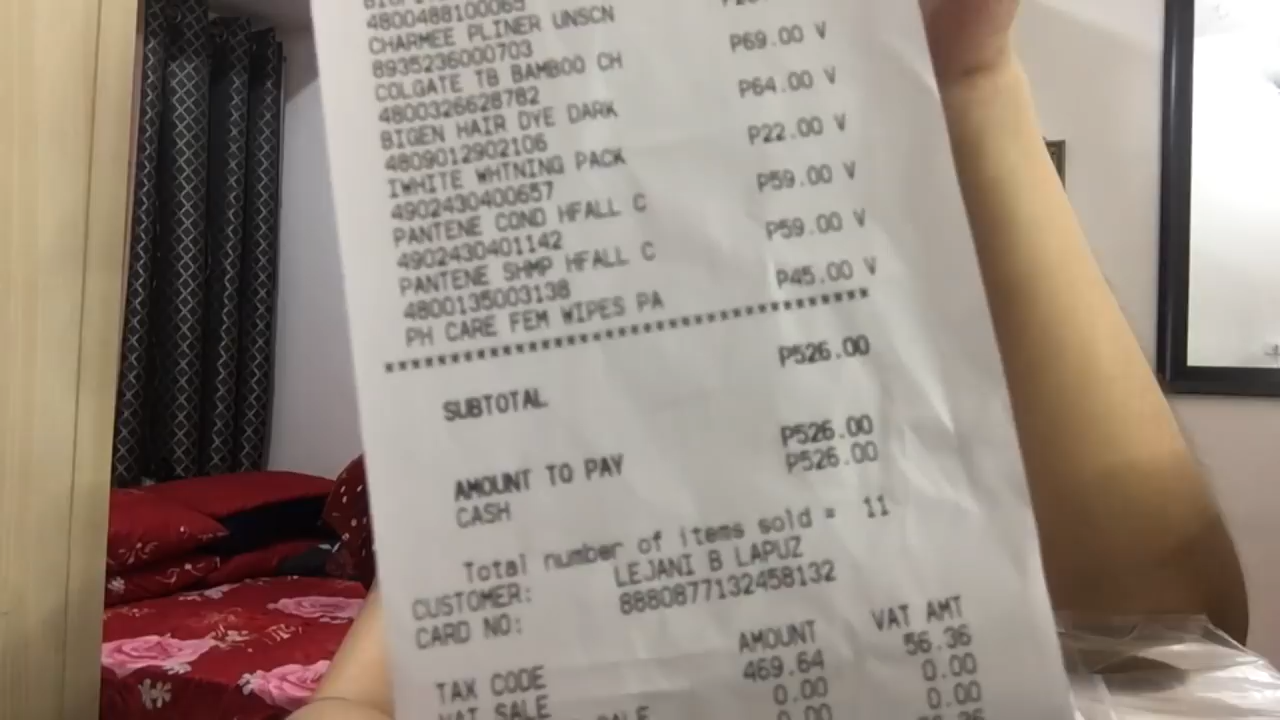 4800488100065
CHARMEE PLINER UNSCN
8935236000703
COLGATE TB BAMBOO CH P69.00 V
4800326628782
BIGEN HAIR DYE DARK P64.00 V
4809012902106
IWHITE WHTNING PACK P22.00 V
4902430400657
PANTENE COND HFALL C P59.00 V
4902430401142
PANTENE SHMP HFALL C P59.00 V
4800135003138
PH CARE FEM WIPES PA P45.00 V
SUBTOTAL P526.00
AMOUNT TO PAY P526.00
CASH P526.00
Total number of items sold = 11
CUSTOMER: LEJANI B LAPUZ
CARD NO: 8880877132458132
TAX CODE AMOUNT VAT AMT
VAT SALE 469.64 56.36
0.00 0.00
0.00 0.00